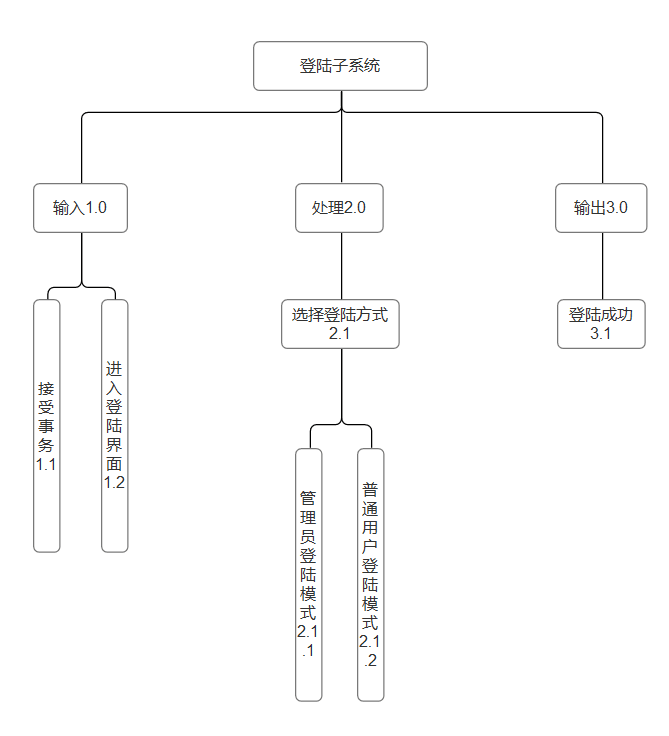 登陆子系统
输入1.0
处理2.0
输出3.0
接受事务1.1
进入登陆界面1.2
选择登陆方式
2.1
登陆成功
3.1
管理员登陆模式2.1.1
普通用户登陆模式2.1.2